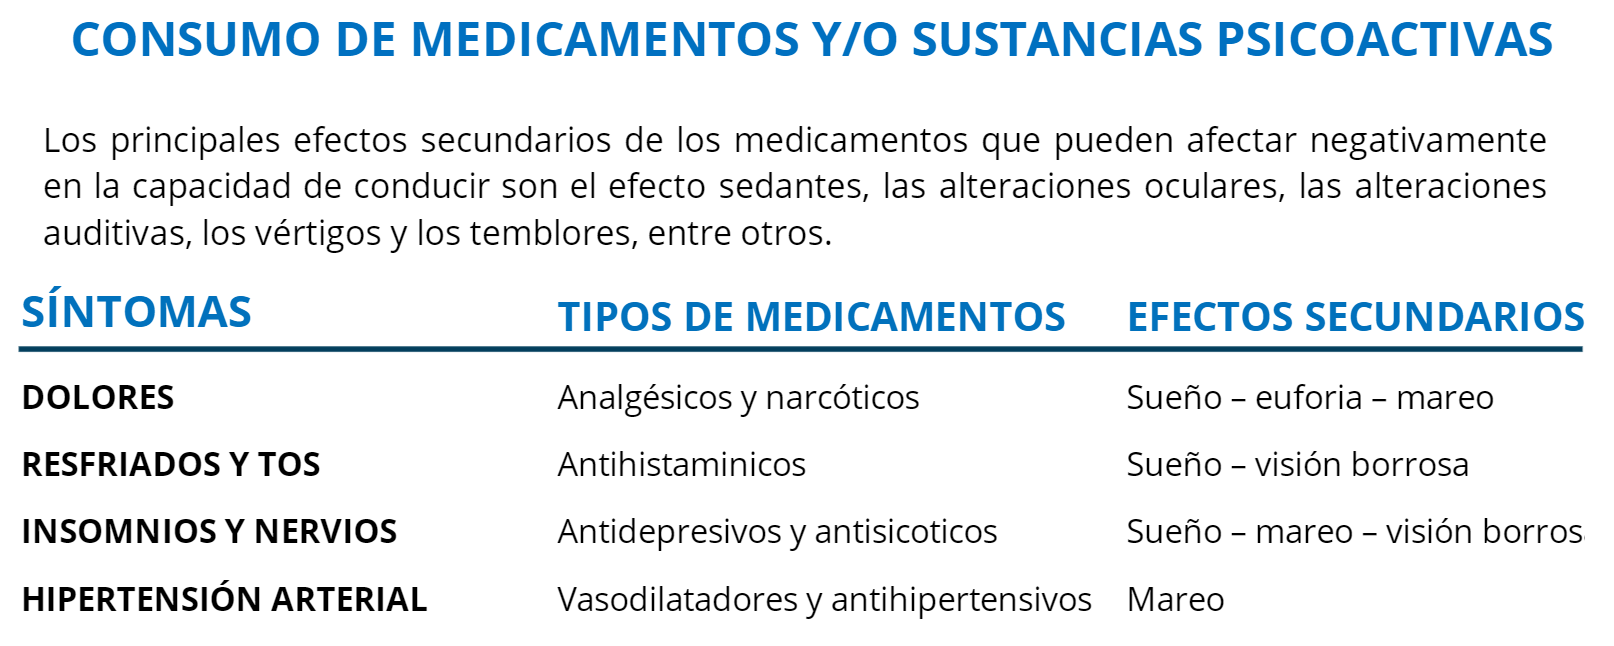 CONSUMO DE MEDICAMENTOS Y/O SUSTANCIAS PSICOACTIVAS
Los principales efectos secundarios de los medicamentos que pueden afectar negativamente
en la capacidad de conducir son el efecto sedantes, las alteraciones oculares, las alteraciones
auditivas, los vértigos y los temblores, entre otros.
SÍNTOMAS TIPOS DE MEDICAMENTOS EFECTOS SECUNDARIOS
DOLORES Analgésicos y narcóticos Sueño – euforia – mareo
RESFRIADOS Y TOS Antihistaminicos Sueño – visión borrosa
INSOMNIOS Y NERVIOS Antidepresivos y antisicoticos Sueño – mareo – visión borrosa
HIPERTENSIÓN ARTERIAL Vasodilatadores y antihipertensivos Mareo